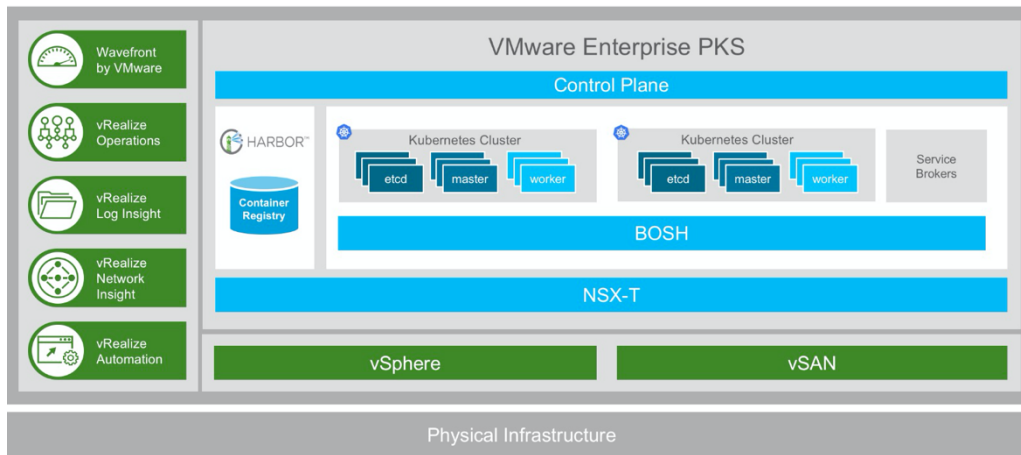 Wavefront
by VMware
vRealize
Operations
vRealize
Log Insight
vRealize
Network
Insight
vRealize
Automation
VMware Enterprise PKS
Control Plane
HARBOR™
Container
Registry
Kubernetes Cluster
etcd
master
worker
Kubernetes Cluster
etcd
master
worker
Service
Brokers
BOSH
NSX-T
vSphere
vSAN
Physical Infrastructure